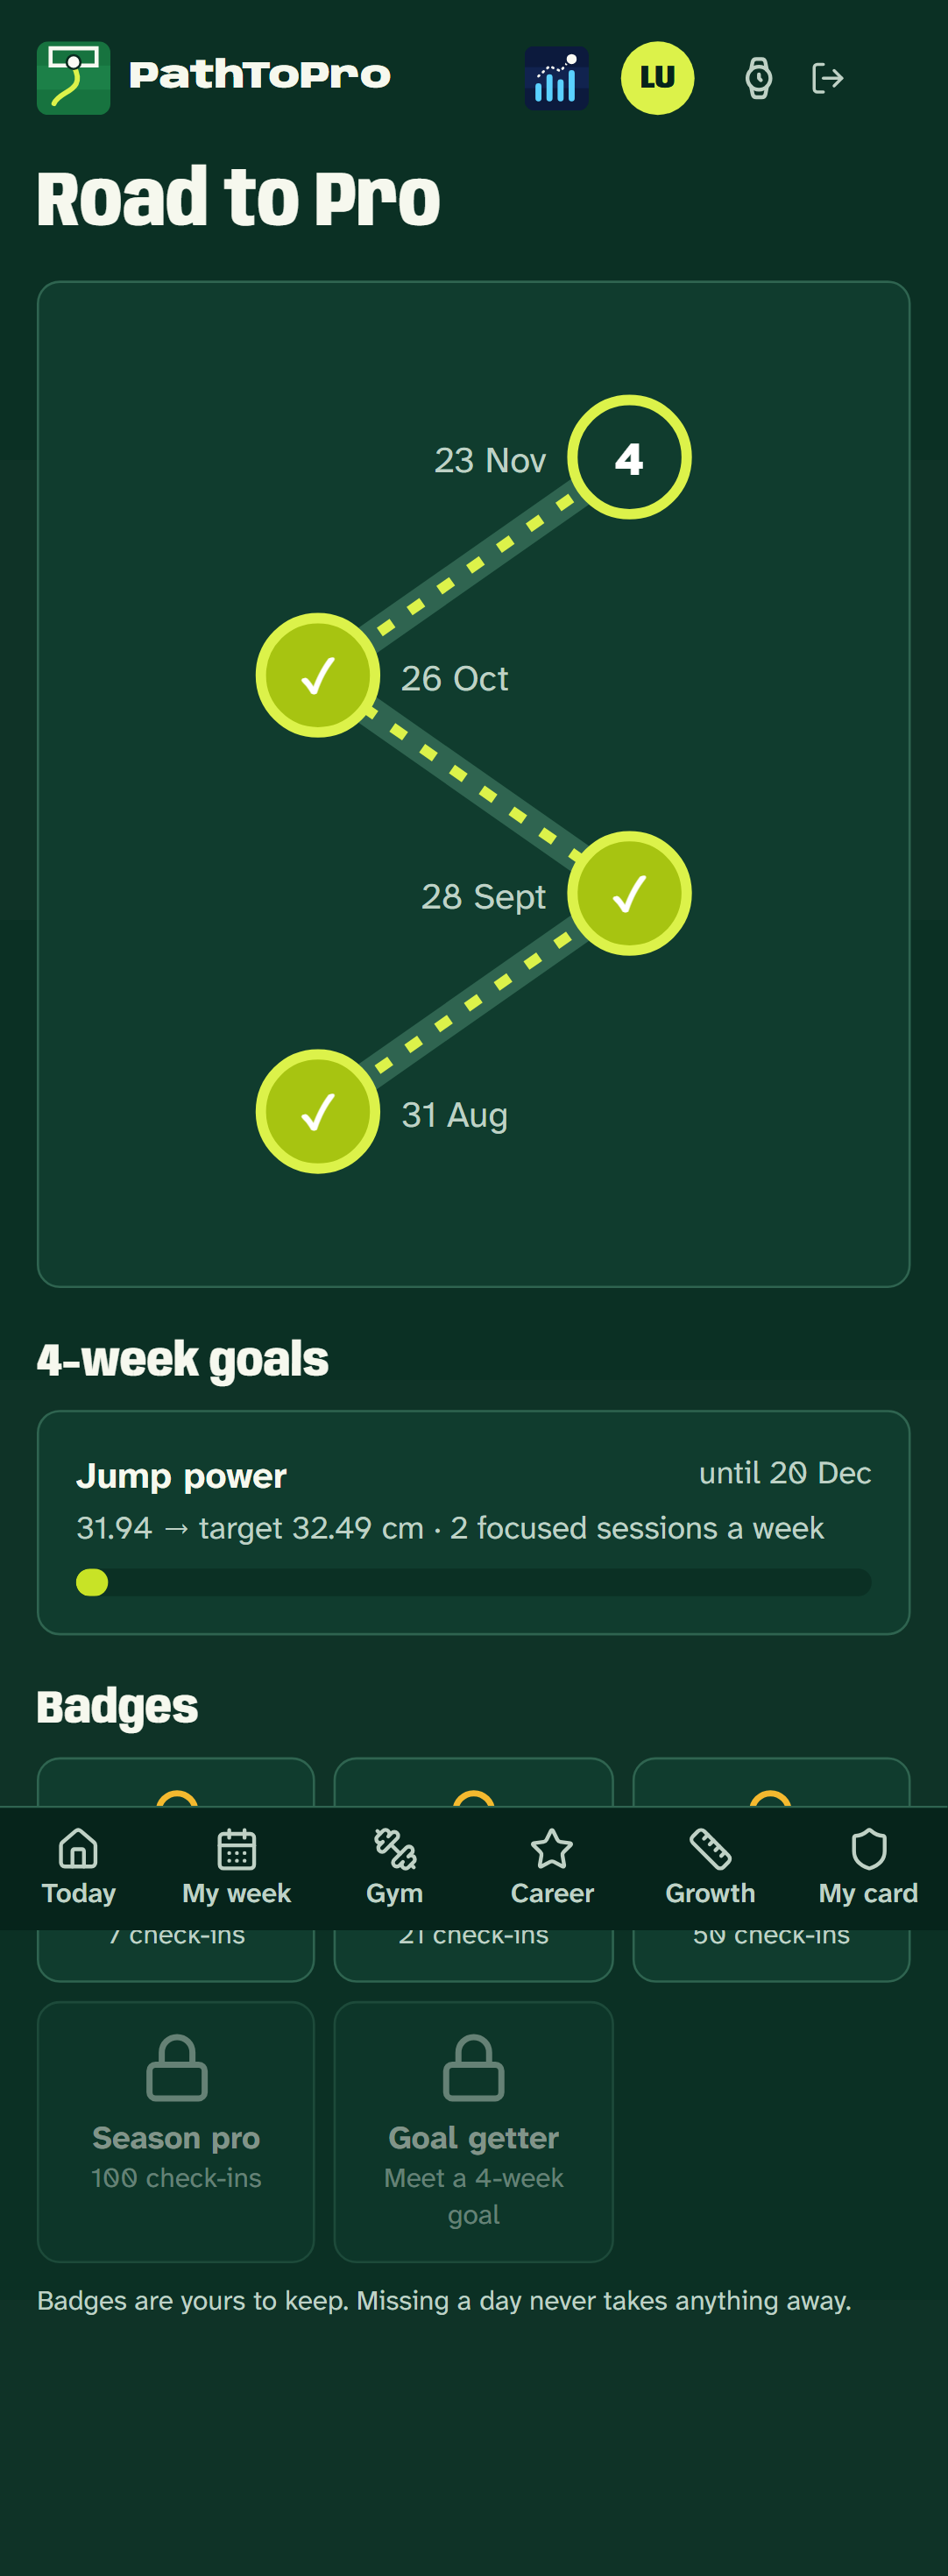 PathToPro
LU
Road to Pro
23 Nov
4
26 Oct
28 Sept
31 Aug
4-week goals
Jump power
until 20 Dec
31.94 → target 32.49 cm · 2 focused sessions a week
Badges
Today
My week
Gym
Career
Growth
My card
7 check-ins
21 check-ins
50 check-ins
Season pro
Goal getter
100 check-ins
Meet a 4-week
goal
Badges are yours to keep. Missing a day never takes anything away.